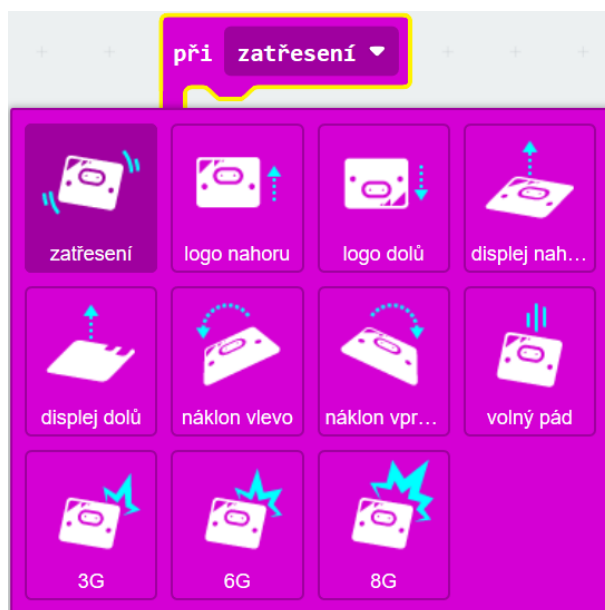 při zatřesení
zatřesení logo nahoru logo dolů displej nah...
displej dolů náklon vlevo náklon vpr... volný pád
3G 6G 8G